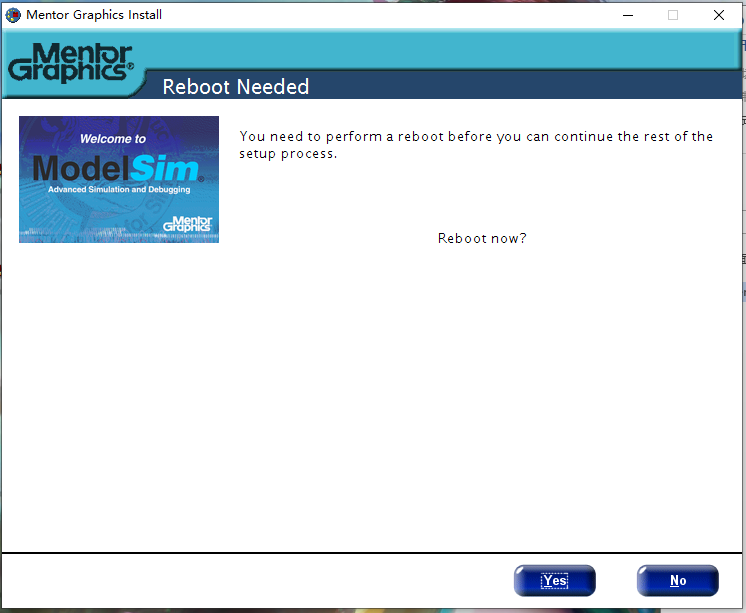 Mentor Graphics Install
Mentor
Graphics®
Reboot Needed
Welcome to
ModelSim®
Advanced Simulation and Debugging
Mentor
Graphics
You need to perform a reboot before you can continue the rest of the
setup process.
Reboot now?
Yes
No